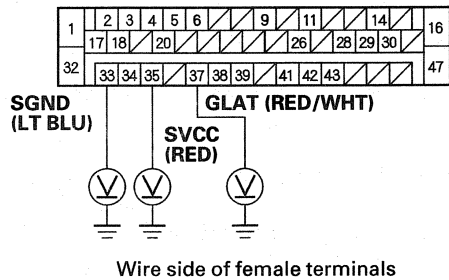 1 2 3 4 5 6 9 11 14 16
17 18 20 26 28 29 30
32 33 34 35 37 38 39 41 42 43 47
SGND
(LT BLU)
GLAT (RED/WHT)
SVCC
(RED)
V V V
Wire side of female terminals